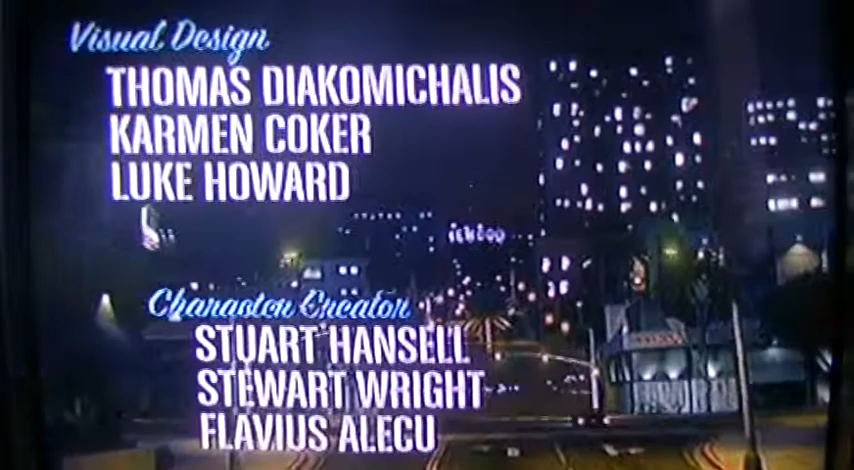 Visual Design
THOMAS DIAKOMICHALIS
KARMEN COKER
LUKE HOWARD
Character Creator
STUART HANSELL
STEWART WRIGHT
FLAVIUS ALECU